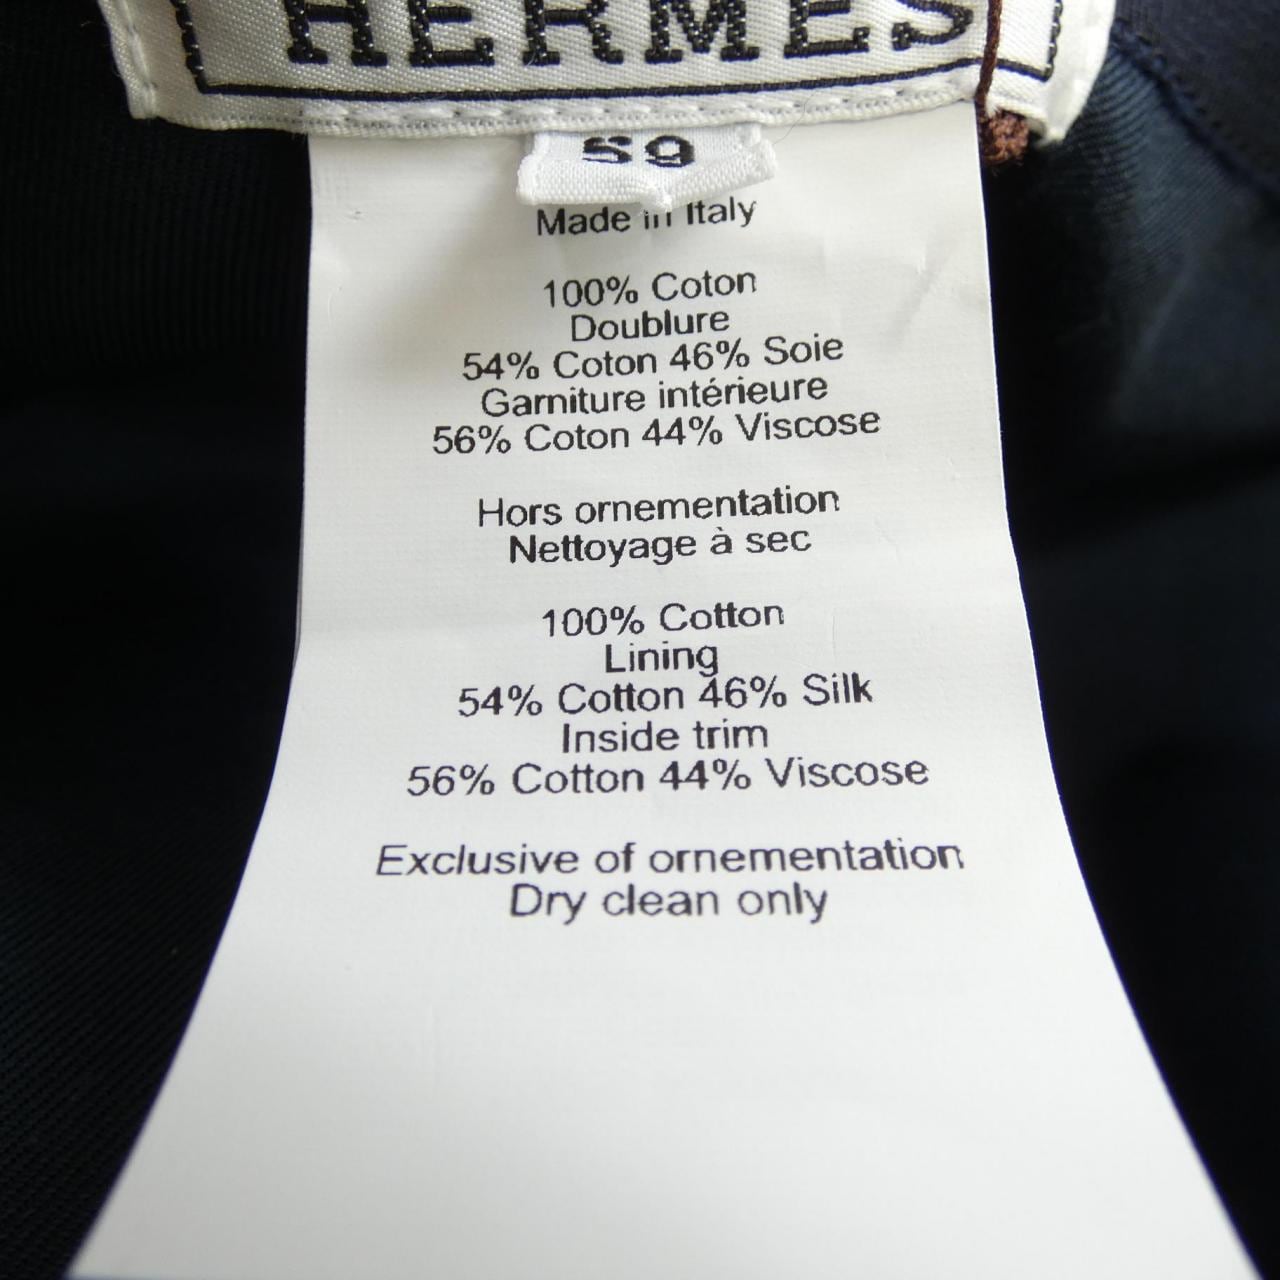 HERMES
59
Made in Italy
100% Coton
Doublure
54% Coton 46% Soie
Garniture intérieure
56% Coton 44% Viscose
Hors ornementation
Nettoyage à sec
100% Cotton
Lining
54% Cotton 46% Silk
Inside trim
56% Cotton 44% Viscose
Exclusive of ornementation
Dry clean only